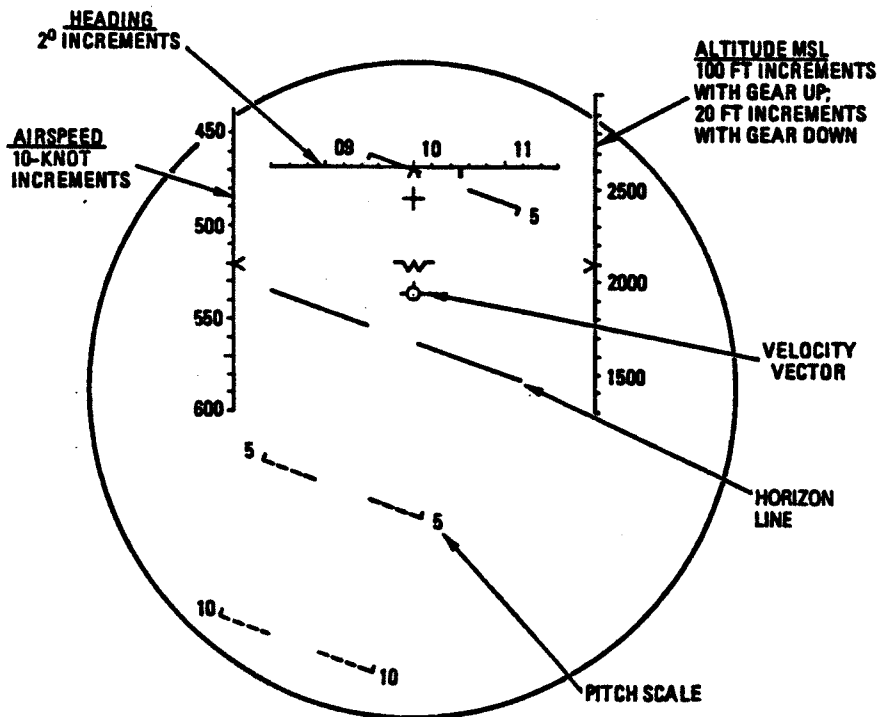 HEADING
2° INCREMENTS
ALTITUDE MSL
100 FT INCREMENTS
WITH GEAR UP;
20 FT INCREMENTS
WITH GEAR DOWN
AIRSPEED
10-KNOT
INCREMENTS
450
500
550
600
09
10
11
5
2500
2000
1500
VELOCITY
VECTOR
5
5
HORIZON
LINE
10
10
PITCH SCALE